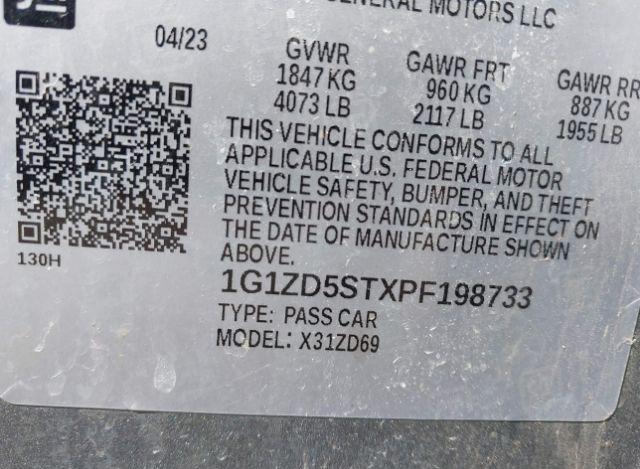 GENERAL MOTORS LLC
04/23
GVWR
1847 KG
4073 LB
GAWR FRT
960 KG
2117 LB
GAWR RR
887 KG
1955 LB
THIS VEHICLE CONFORMS TO ALL
APPLICABLE U.S. FEDERAL MOTOR
VEHICLE SAFETY, BUMPER, AND THEFT
PREVENTION STANDARDS IN EFFECT ON
THE DATE OF MANUFACTURE SHOWN
ABOVE.
130H
1G1ZD5STXPF198733
TYPE: PASS CAR
MODEL: X31ZD69